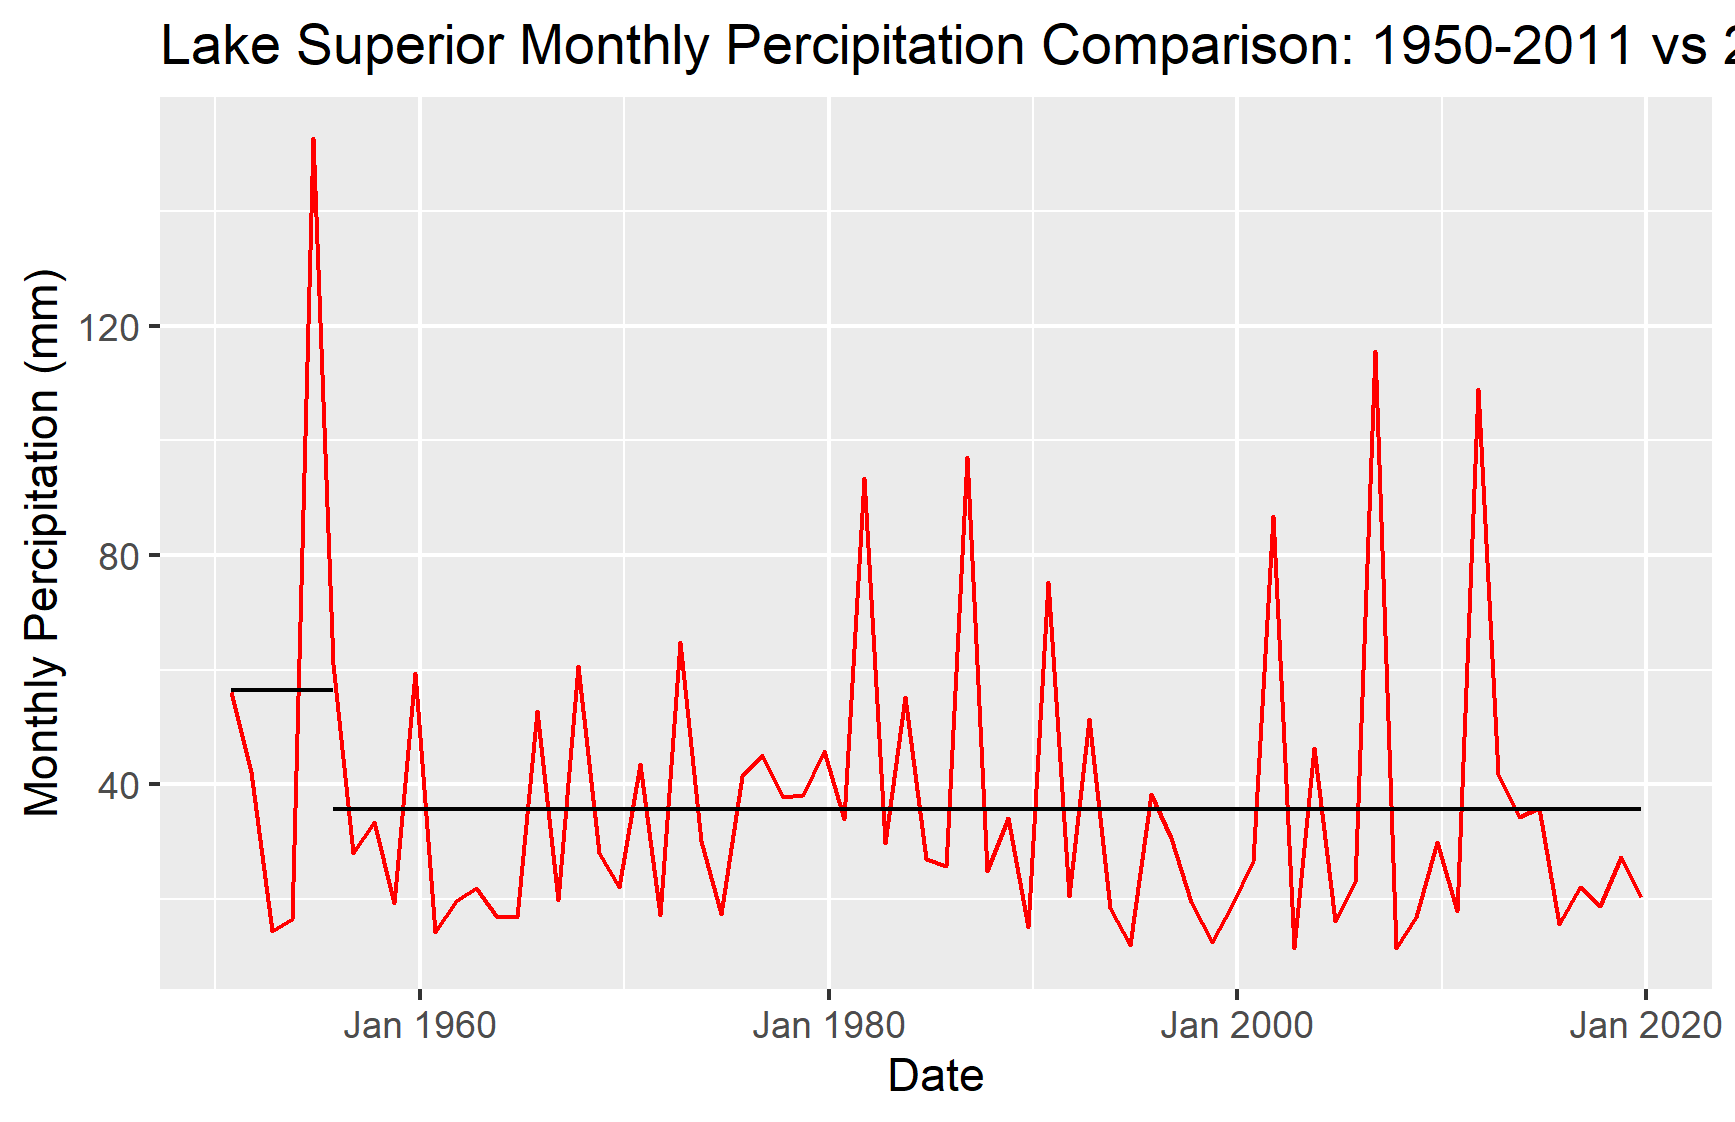 Lake Superior Monthly Percipitation Comparison: 1950-2011 vs 2
Monthly Percipitation (mm)
120
80
40
Jan 1960
Jan 1980
Jan 2000
Jan 2020
Date